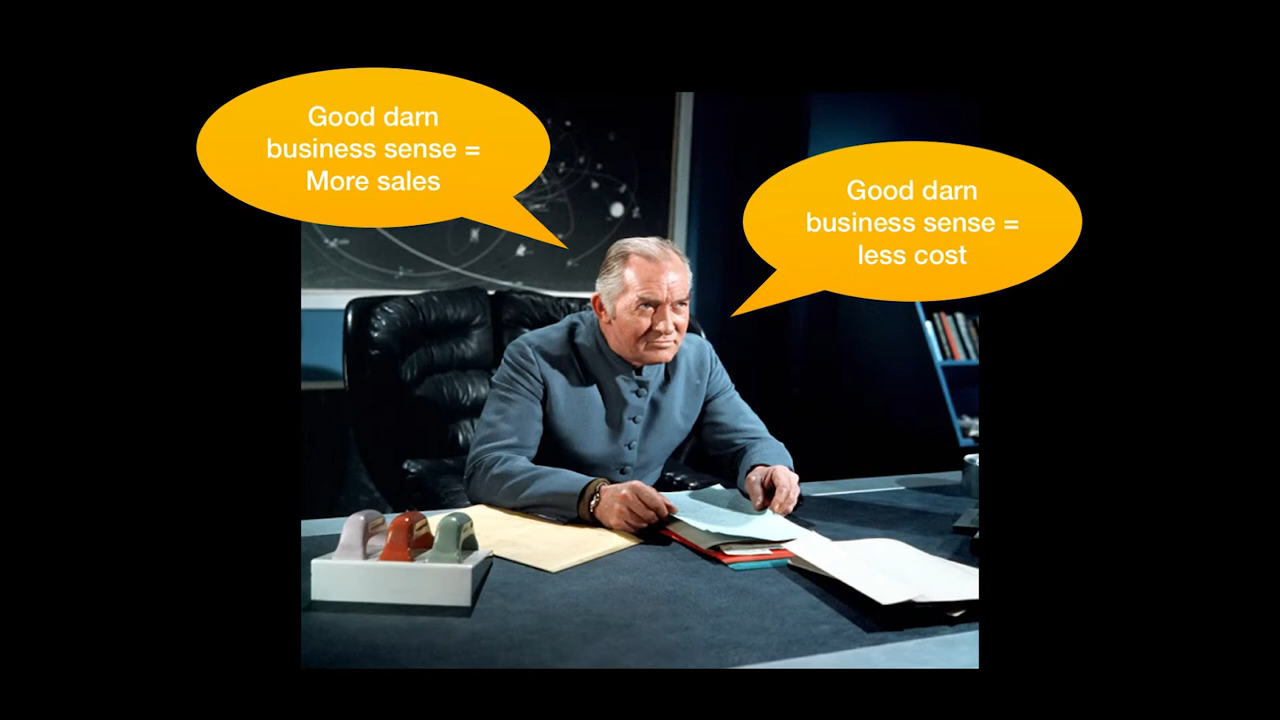 Good darn
business sense =
More sales
Good darn
business sense =
less cost